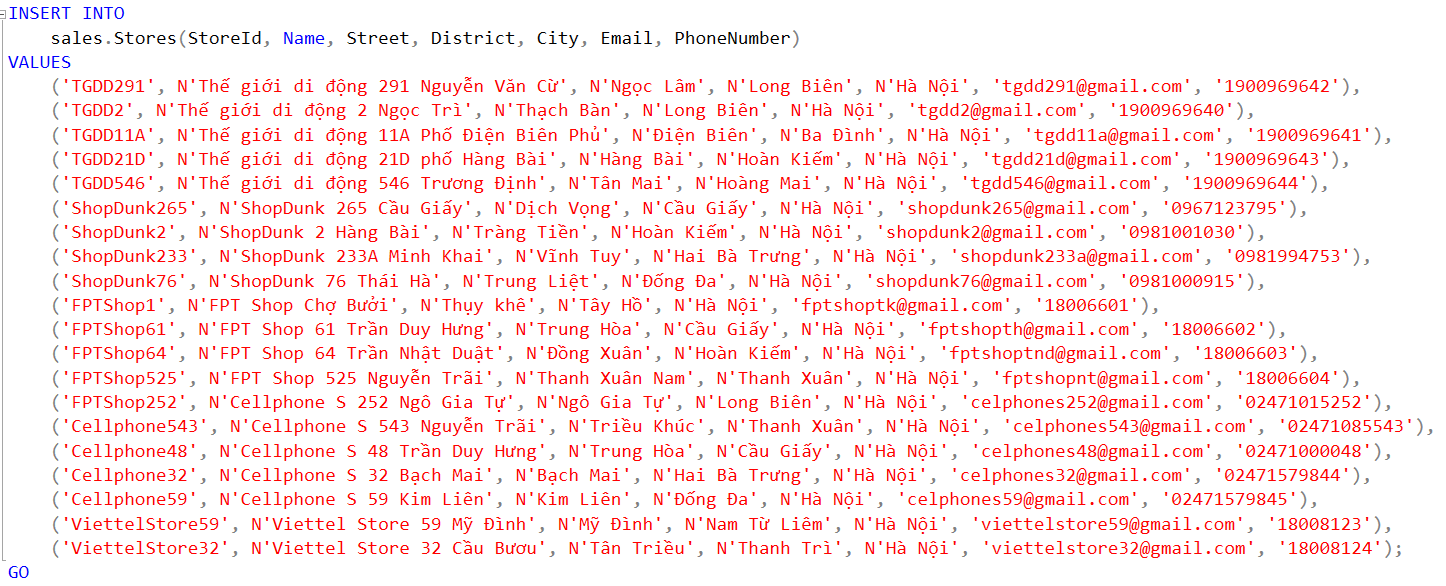 INSERT INTO
sales.Stores(StoreId, Name, Street, District, City, Email, PhoneNumber)
VALUES
('TGDD291', N'Thế giới di động 291 Nguyễn Văn Cừ', N'Ngọc Lâm', N'Long Biên', N'Hà Nội', 'tgdd291@gmail.com', '1900969642'),
('TGDD2', N'Thế giới di động 2 Ngọc Trì', N'Thạch Bàn', N'Long Biên', N'Hà Nội', 'tgdd2@gmail.com', '1900969640'),
('TGDD11A', N'Thế giới di động 11A Phố Điện Biên Phủ', N'Điện Biên', N'Ba Đình', N'Hà Nội', 'tgdd11a@gmail.com', '1900969641'),
('TGDD21D', N'Thế giới di động 21D phố Hàng Bài', N'Hàng Bài', N'Hoàn Kiếm', N'Hà Nội', 'tgdd21d@gmail.com', '1900969643'),
('TGDD546', N'Thế giới di động 546 Trương Định', N'Tân Mai', N'Hoàng Mai', N'Hà Nội', 'tgdd546@gmail.com', '1900969644'),
('ShopDunk265', N'ShopDunk 265 Cầu Giấy', N'Dịch Vọng', N'Cầu Giấy', N'Hà Nội', 'shopdunk265@gmail.com', '0967123795'),
('ShopDunk2', N'ShopDunk 2 Hàng Bài', N'Tràng Tiền', N'Hoàn Kiếm', N'Hà Nội', 'shopdunk2@gmail.com', '0981001030'),
('ShopDunk233', N'ShopDunk 233A Minh Khai', N'Vĩnh Tuy', N'Hai Bà Trưng', N'Hà Nội', 'shopdunk233a@gmail.com', '0981994753'),
('ShopDunk76', N'ShopDunk 76 Thái Hà', N'Trung Liệt', N'Đống Đa', N'Hà Nội', 'shopdunk76@gmail.com', '0981000915'),
('FPTShop1', N'FPT Shop Chợ Bưởi', N'Thụy khê', N'Tây Hồ', N'Hà Nội', 'fptshoptk@gmail.com', '18006601'),
('FPTShop61', N'FPT Shop 61 Trần Duy Hưng', N'Trung Hòa', N'Cầu Giấy', N'Hà Nội', 'fptshopth@gmail.com', '18006602'),
('FPTShop64', N'FPT Shop 64 Trần Nhật Duật', N'Đồng Xuân', N'Hoàn Kiếm', N'Hà Nội', 'fptshoptnd@gmail.com', '18006603'),
('FPTShop525', N'FPT Shop 525 Nguyễn Trãi', N'Thanh Xuân Nam', N'Thanh Xuân', N'Hà Nội', 'fptshopnt@gmail.com', '18006604'),
('FPTShop252', N'Cellphone S 252 Ngô Gia Tự', N'Ngô Gia Tự', N'Long Biên', N'Hà Nội', 'celphones252@gmail.com', '02471015252'),
('Cellphone543', N'Cellphone S 543 Nguyễn Trãi', N'Triều Khúc', N'Thanh Xuân', N'Hà Nội', 'celphones543@gmail.com', '02471085543'),
('Cellphone48', N'Cellphone S 48 Trần Duy Hưng', N'Trung Hòa', N'Cầu Giấy', N'Hà Nội', 'celphones48@gmail.com', '02471000048'),
('Cellphone32', N'Cellphone S 32 Bạch Mai', N'Bạch Mai', N'Hai Bà Trưng', N'Hà Nội', 'celphones32@gmail.com', '02471579844'),
('Cellphone59', N'Cellphone S 59 Kim Liên', N'Kim Liên', N'Đống Đa', N'Hà Nội', 'celphones59@gmail.com', '02471579845'),
('ViettelStore59', N'Viettel Store 59 Mỹ Đình', N'Mỹ Đình', N'Nam Từ Liêm', N'Hà Nội', 'viettelstore59@gmail.com', '18008123'),
('ViettelStore32', N'Viettel Store 32 Cầu Bươu', N'Tân Triều', N'Thanh Trì', N'Hà Nội', 'viettelstore32@gmail.com', '18008124');
GO